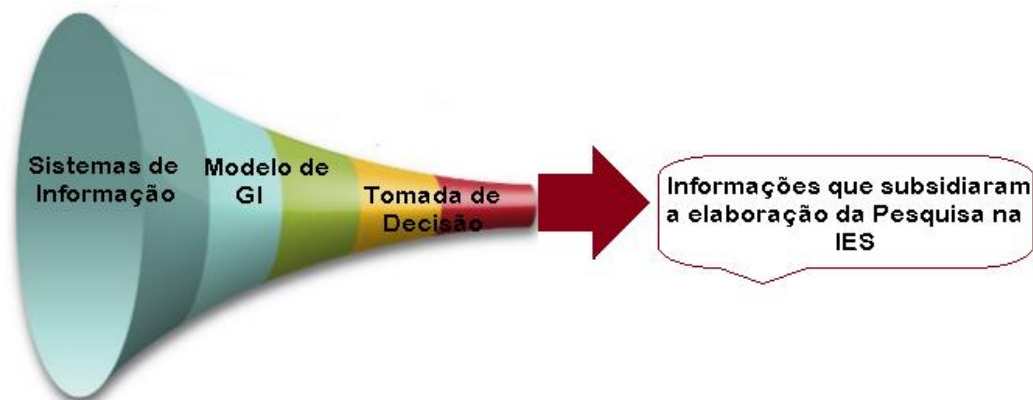 Sistemas de
Informação
Modelo de
GI
Tomada de
Decisão
Informações que subsidiaram
a elaboração da Pesquisa na
IES